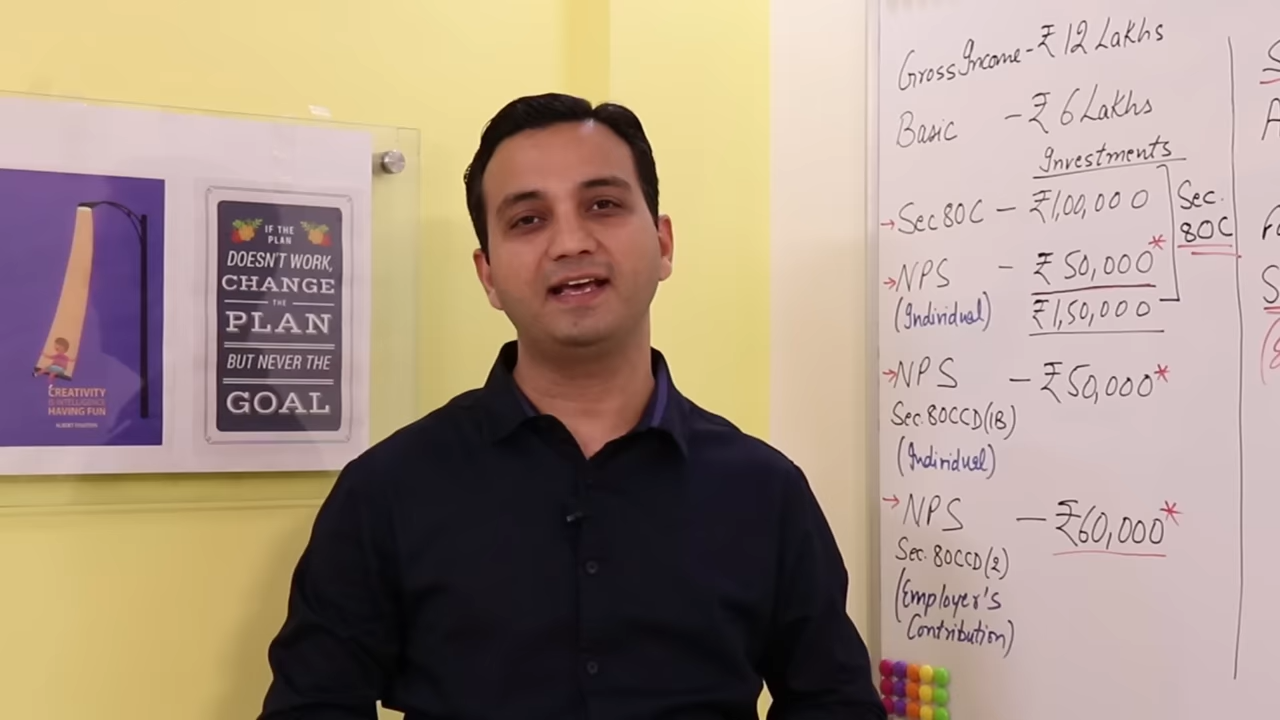 CREATIVITY
IS INTELLIGENCE
HAVING FUN
ALBERT EINSTEIN
IF THE
PLAN
DOESN'T WORK,
CHANGE
THE
PLAN
BUT NEVER THE
GOAL
Gross Income - ₹12 Lakhs
Basic - ₹6 Lakhs
Investments
→ Sec 80C - ₹1,00,000
Sec.
80C
→ NPS - ₹50,000*
(Individual) ₹1,50,000
→ NPS - ₹50,000*
Sec. 80CCD(1B)
(Individual)
→ NPS - ₹60,000*
Sec. 80CCD(2)
(Employer's
Contribution)